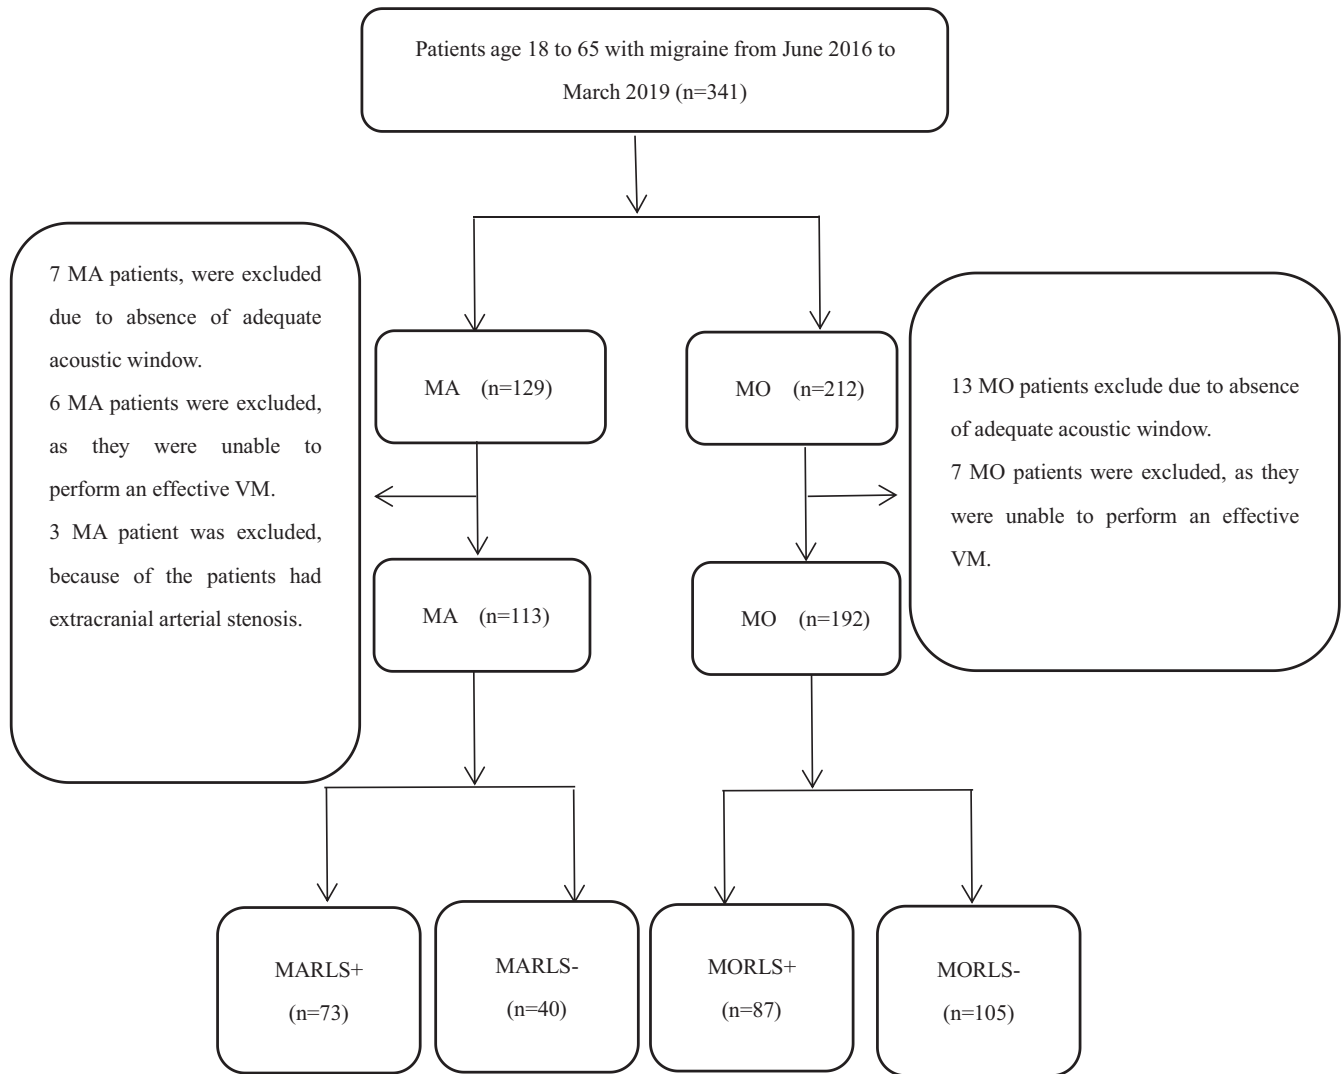 Patients age 18 to 65 with migraine from June 2016 to
March 2019 (n=341)
7 MA patients, were excluded
due to absence of adequate
acoustic window.
6 MA patients were excluded,
as they were unable to
perform an effective VM.
3 MA patient was excluded,
because of the patients had
extracranial arterial stenosis.
MA (n=129)
MO (n=212)
13 MO patients exclude due to absence
of adequate acoustic window.
7 MO patients were excluded, as they
were unable to perform an effective
VM.
MA (n=113)
MO (n=192)
MARLS+
(n=73)
MARLS-
(n=40)
MORLS+
(n=87)
MORLS-
(n=105)